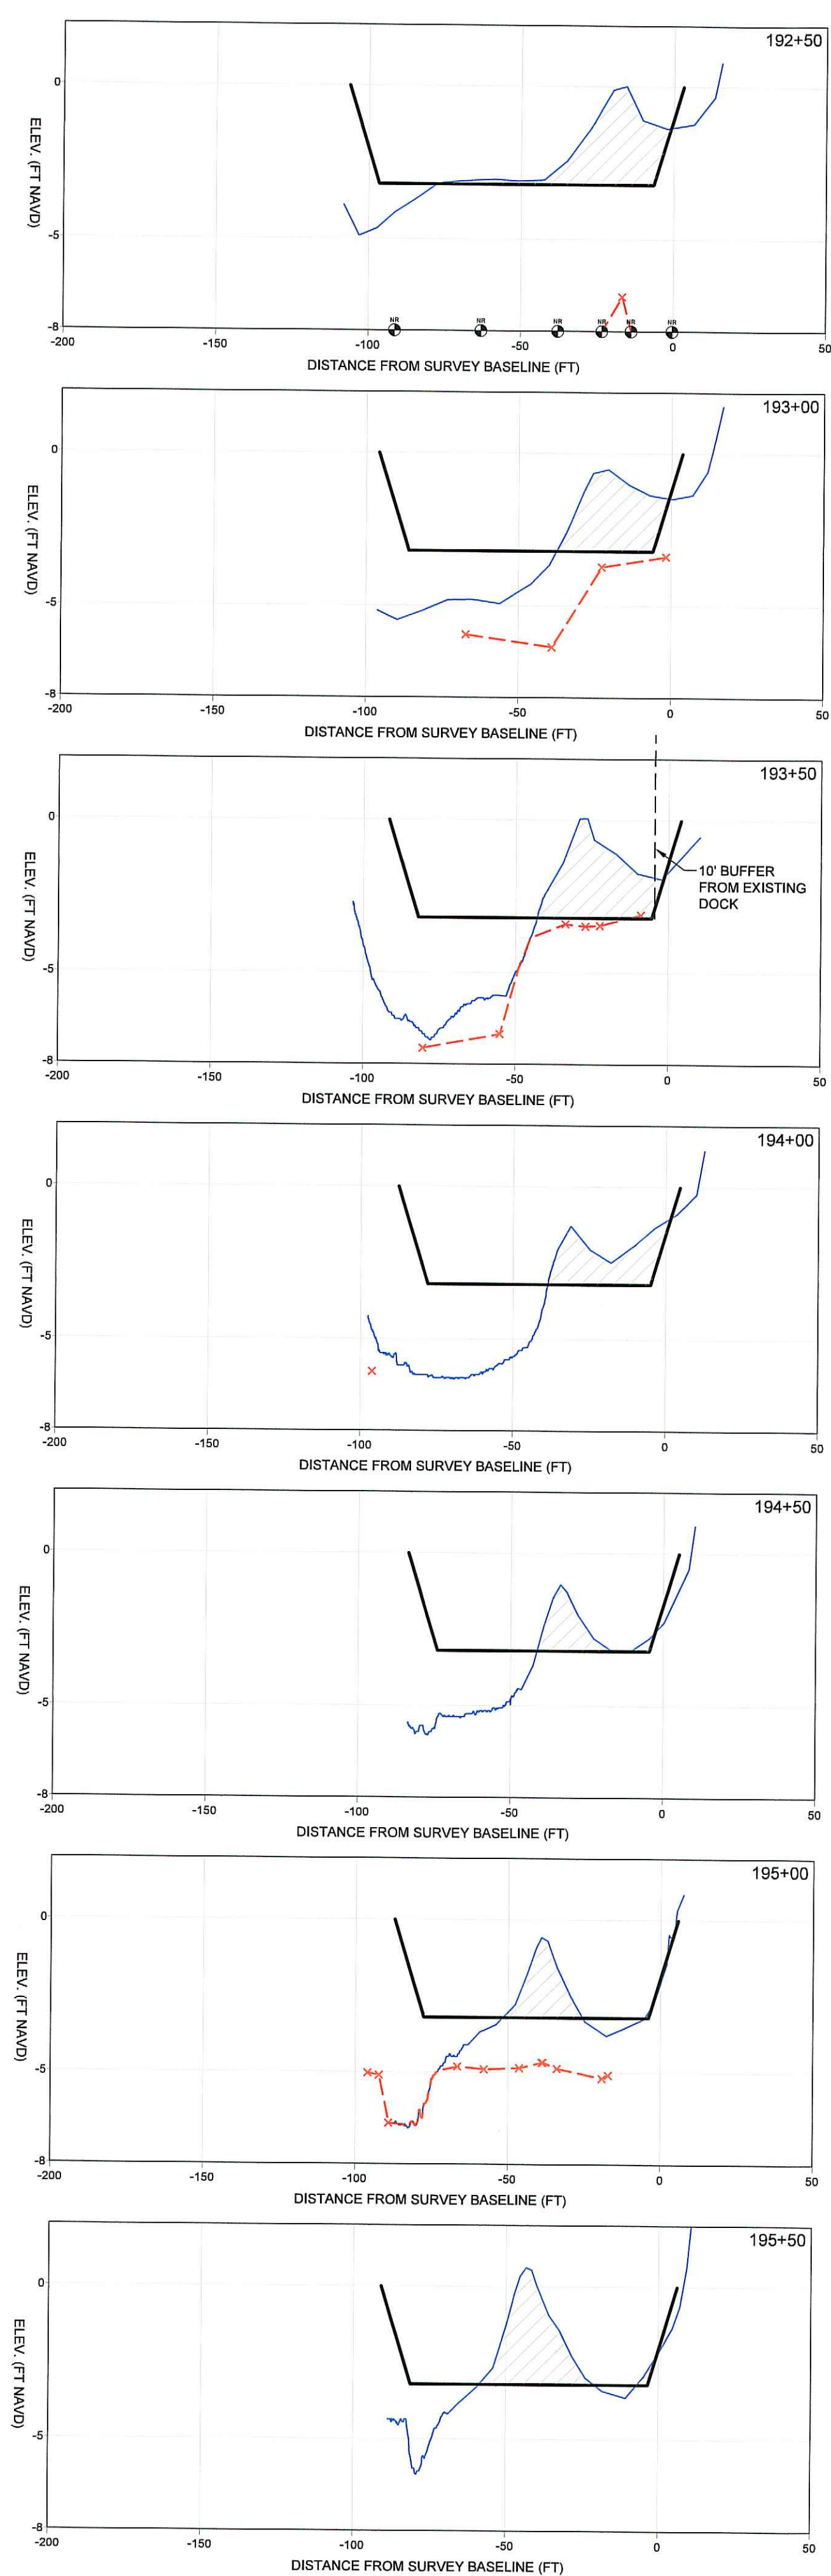 192+50
0
ELEV. (FT NAVD)
-5
NR NR NR NR NR NR
-8
-200 -150 -100 -50 0 50
DISTANCE FROM SURVEY BASELINE (FT)
193+00
0
ELEV. (FT NAVD)
-5
-8
-200 -150 -100 -50 0 50
DISTANCE FROM SURVEY BASELINE (FT)
193+50
0
ELEV. (FT NAVD)
10' BUFFER
FROM EXISTING
DOCK
-5
-8
-200 -150 -100 -50 0 50
DISTANCE FROM SURVEY BASELINE (FT)
194+00
0
ELEV. (FT NAVD)
-5
-8
-200 -150 -100 -50 0 50
DISTANCE FROM SURVEY BASELINE (FT)
194+50
0
ELEV. (FT NAVD)
-5
-8
-200 -150 -100 -50 0 50
DISTANCE FROM SURVEY BASELINE (FT)
195+00
0
ELEV. (FT NAVD)
-5
-8
-200 -150 -100 -50 0 50
DISTANCE FROM SURVEY BASELINE (FT)
195+50
0
ELEV. (FT NAVD)
-5
-8
-200 -150 -100 -50 0 50
DISTANCE FROM SURVEY BASELINE (FT)